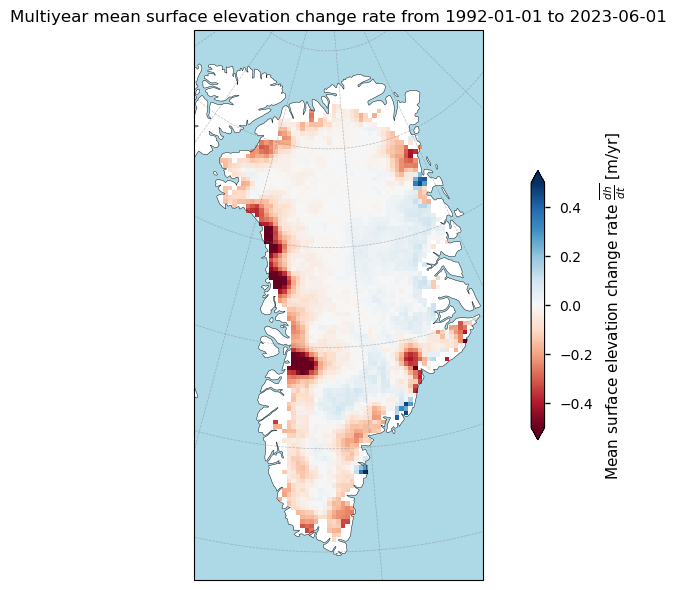 Multiyear mean surface elevation change rate from 1992-01-01 to 2023-06-01
0.4
0.2
0.0
−0.2
−0.4
Mean surface elevation change rate $\overline{\frac{dh}{dt}}$ [m/yr]